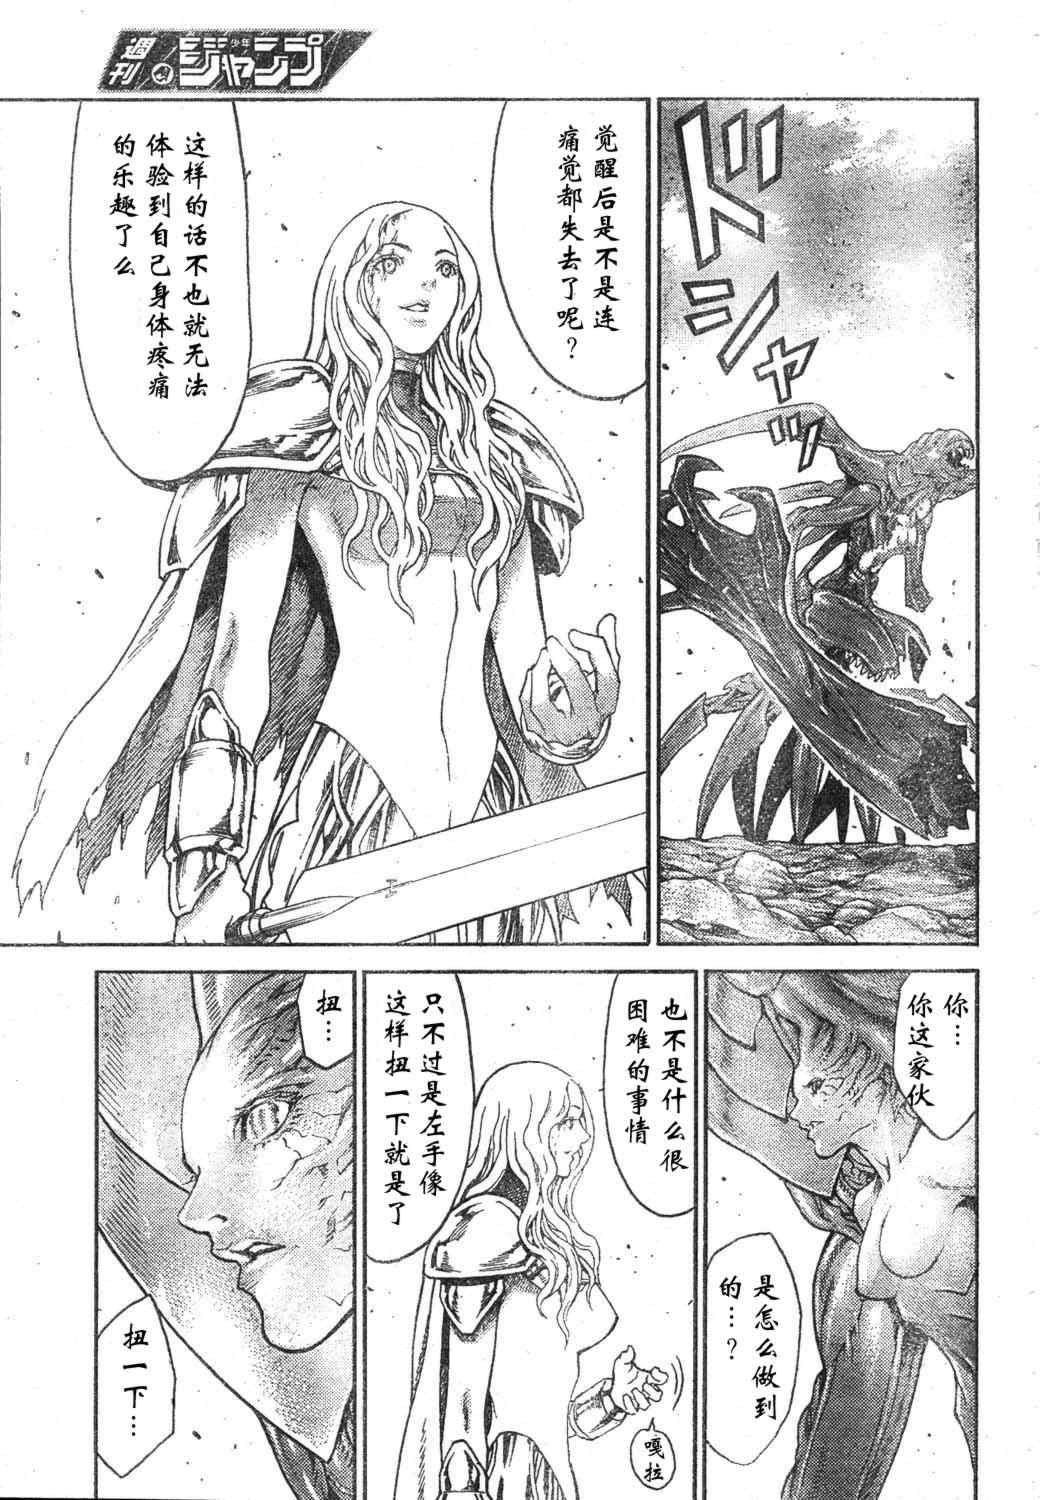 週刊少年ジャンプ
ドシャッ
觉醒后是不是连
痛觉都失去了呢？
这样的话不也就无法
体验到自己身体疼痛
的乐趣了么
你…
你这家伙
是怎么做到
的…？
也不是什么很
困难的事情
只不过是左手像
这样扭一下就是了
嘎拉
扭…
扭一下…